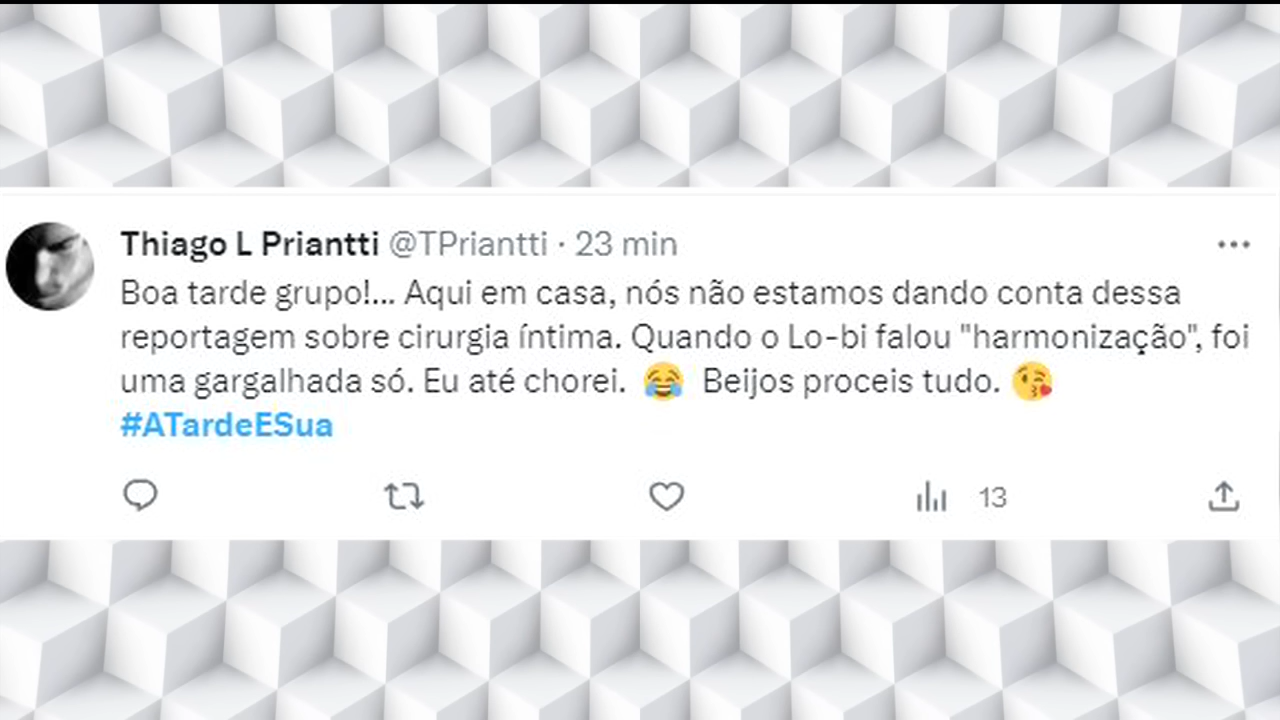 Thiago L Priantti @TPriantti · 23 min
Boa tarde grupo!... Aqui em casa, nós não estamos dando conta dessa
reportagem sobre cirurgia íntima. Quando o Lo-bi falou "harmonização", foi
uma gargalhada só. Eu até chorei. 😂 Beijos proceis tudo. 😘
#ATardeESua
13